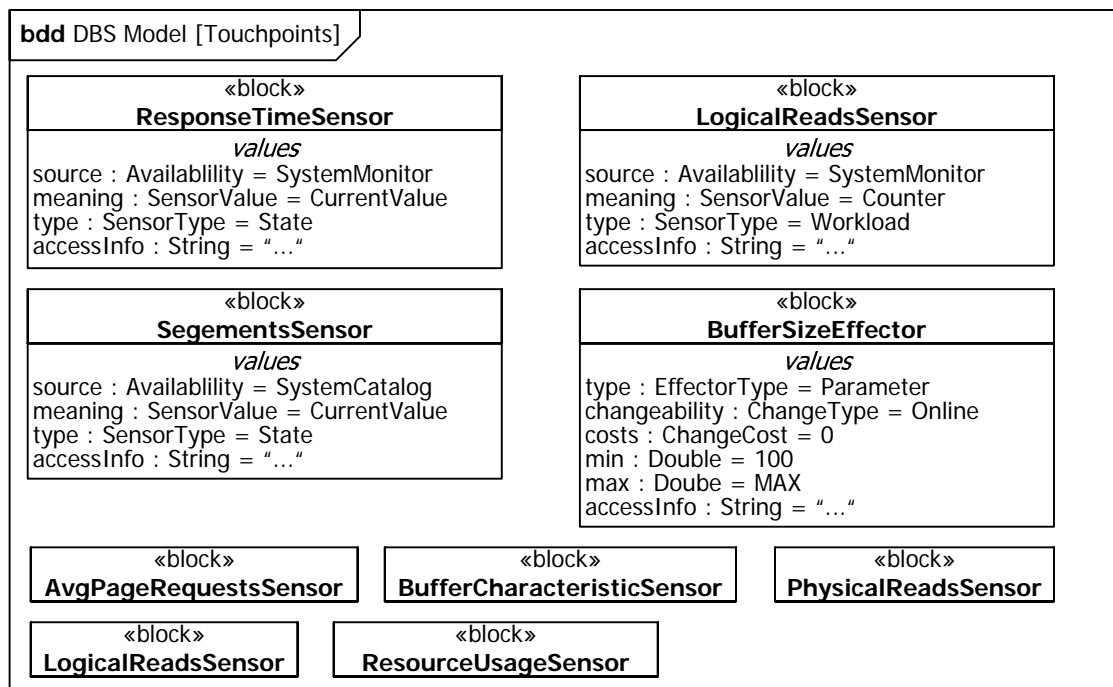 bdd DBS Model [Touchpoints]
«block»
ResponseTimeSensor
values
source : Availablility = SystemMonitor
meaning : SensorValue = CurrentValue
type : SensorType = State
accessInfo : String = "..."
«block»
LogicalReadsSensor
values
source : Availablility = SystemMonitor
meaning : SensorValue = Counter
type : SensorType = Workload
accessInfo : String = "..."
«block»
SegementsSensor
values
source : Availablility = SystemCatalog
meaning : SensorValue = CurrentValue
type : SensorType = State
accessInfo : String = "..."
«block»
BufferSizeEffector
values
type : EffectorType = Parameter
changeability : ChangeType = Online
costs : ChangeCost = 0
min : Double = 100
max : Doube = MAX
accessInfo : String = "..."
«block»
AvgPageRequestsSensor
«block»
BufferCharacteristicSensor
«block»
PhysicalReadsSensor
«block»
LogicalReadsSensor
«block»
ResourceUsageSensor